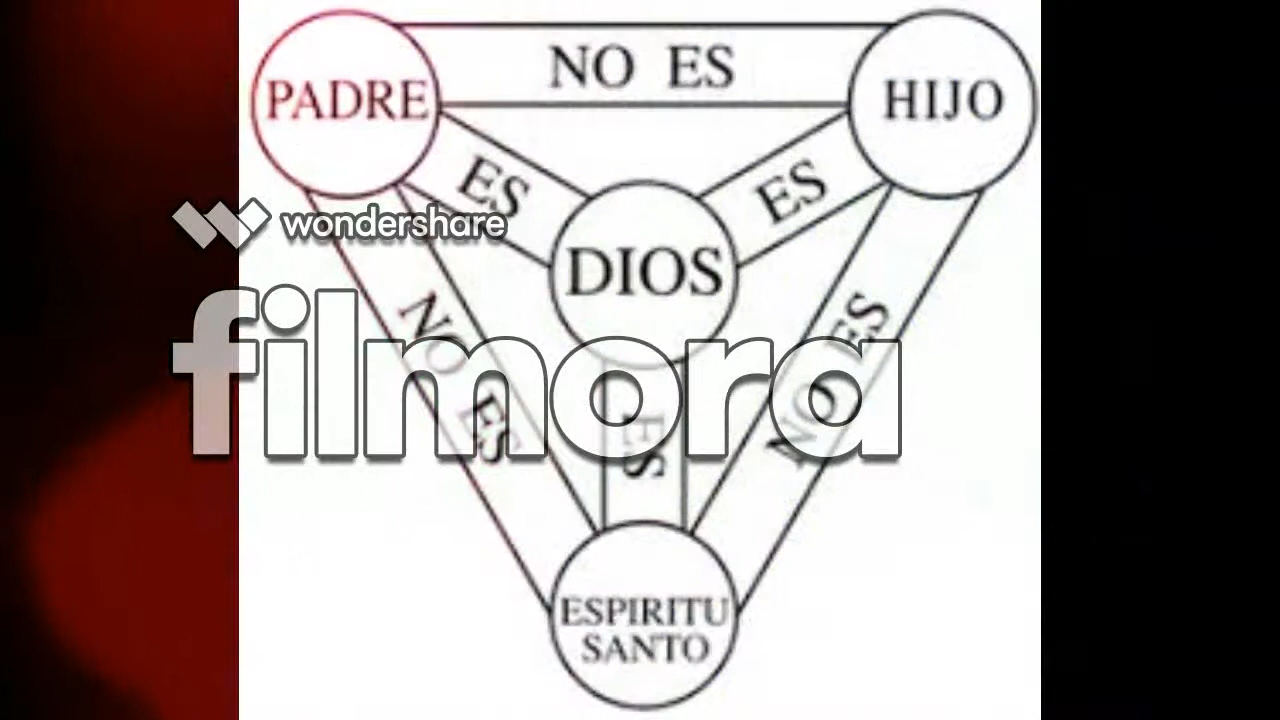 PADRE
NO ES
HIJO
ES
ES
wondershare
DIOS
filmora
NO ES
ES
NO ES
ESPIRITU
SANTO